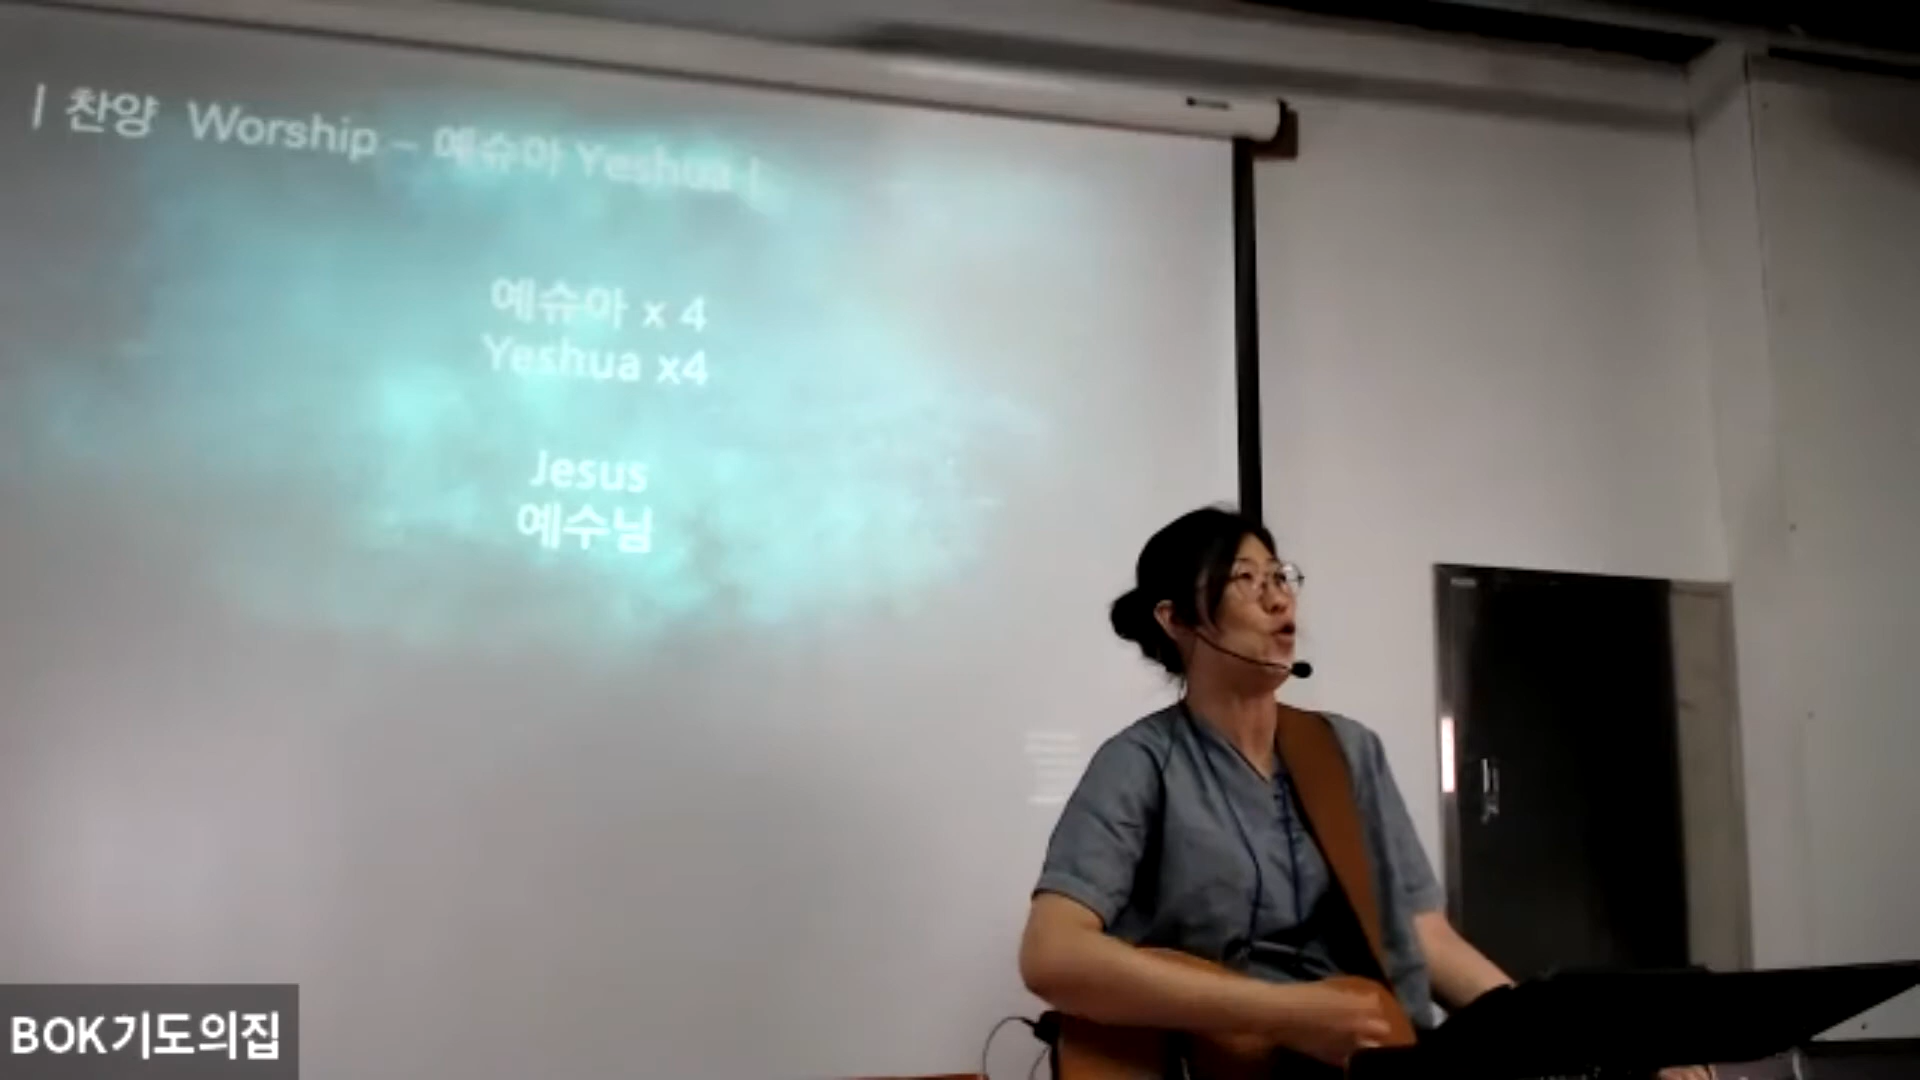 | 찬양 Worship - 예슈아 Yeshua |
예슈아 x 4
Yeshua x4
Jesus
예수님
BOK기도의집